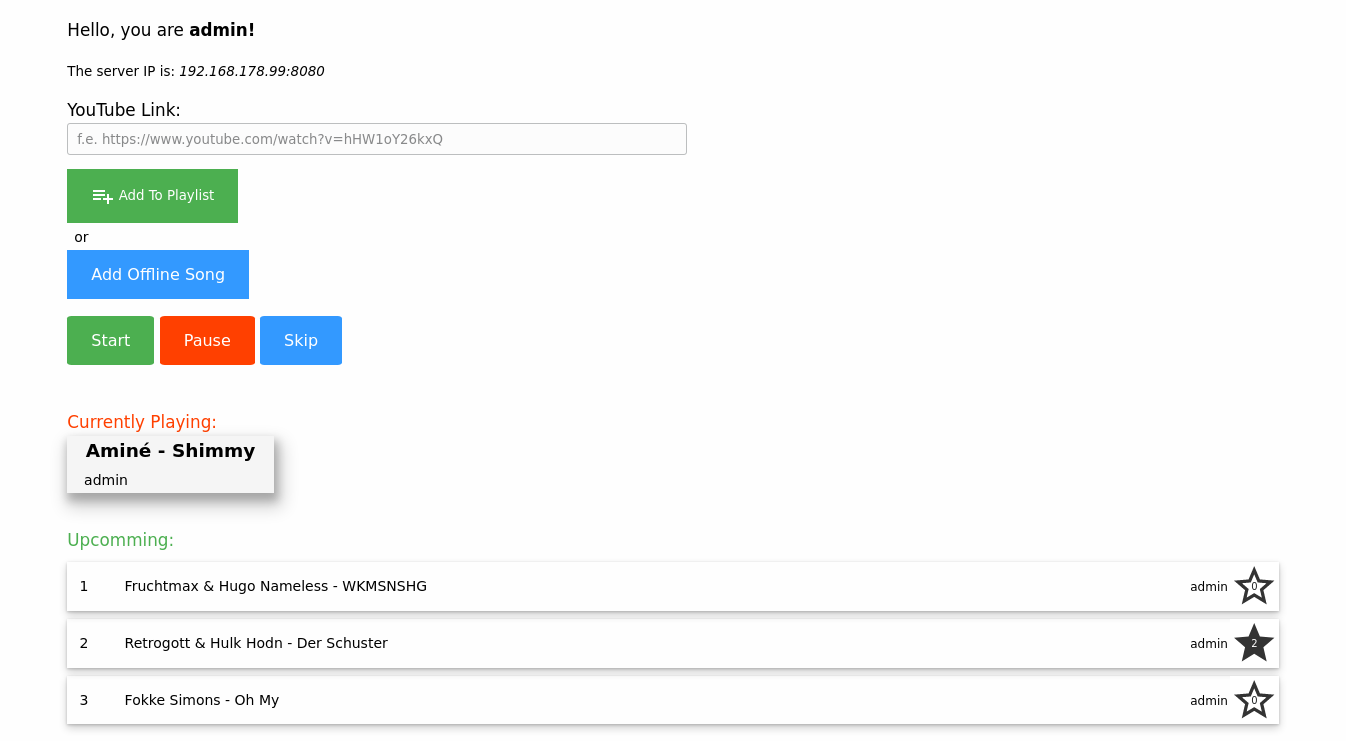 Hello, you are admin!
The server IP is: 192.168.178.99:8080
YouTube Link:
f.e. https://www.youtube.com/watch?v=hHW1oY26kxQ
Add To Playlist
or
Add Offline Song
Start Pause Skip
Currently Playing:
Aminé - Shimmy
admin
Upcomming:
1 Fruchtmax & Hugo Nameless - WKMSNSHG admin 0
2 Retrogott & Hulk Hodn - Der Schuster admin 2
3 Fokke Simons - Oh My admin 0